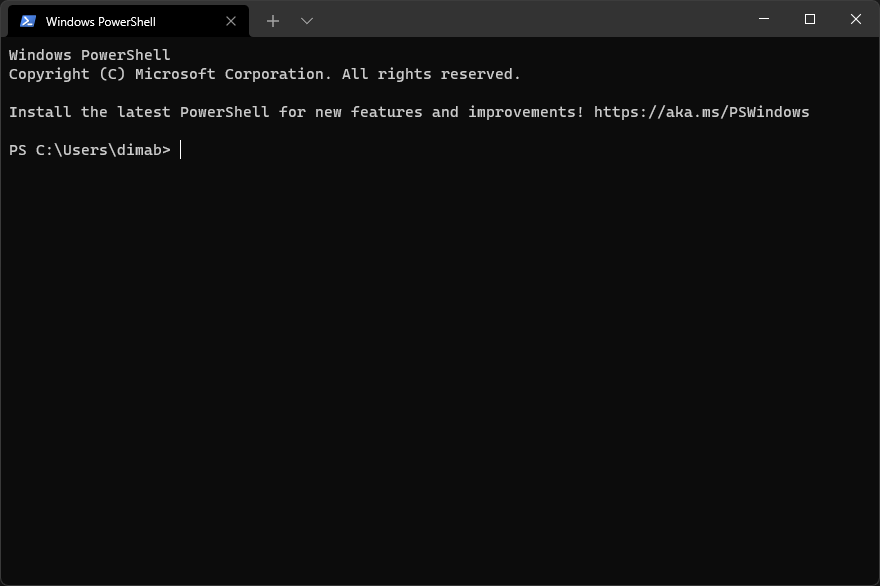 Windows PowerShell
Windows PowerShell
Copyright (C) Microsoft Corporation. All rights reserved.
Install the latest PowerShell for new features and improvements! https://aka.ms/PSWindows
PS C:\Users\dimab>